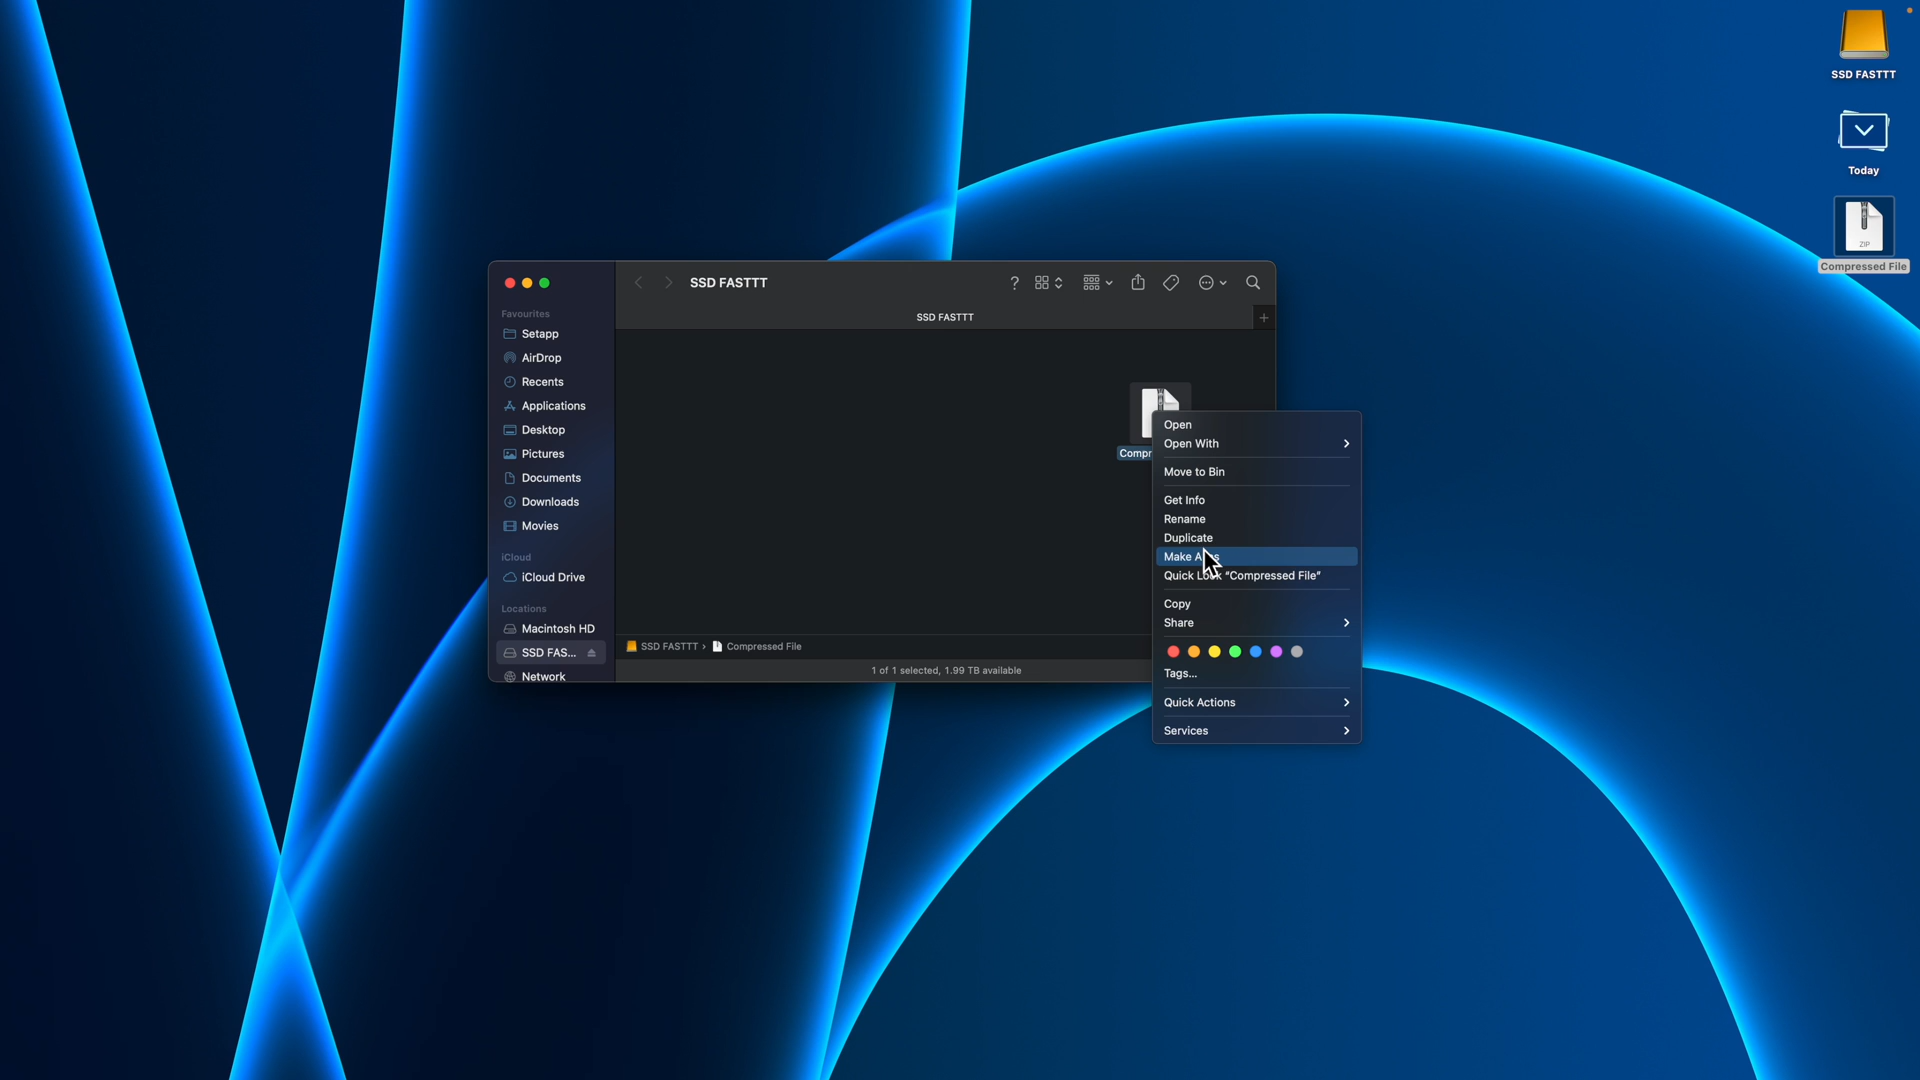 SSD FASTTT
Today
ZIP
Compressed File
SSD FASTTT
?
SSD FASTTT
+
Favourites
Setapp
AirDrop
Recents
Applications
Desktop
Pictures
Documents
Downloads
Movies
iCloud
iCloud Drive
Locations
Macintosh HD
SSD FAS...
Network
Compr
SSD FASTTT › Compressed File
1 of 1 selected, 1.99 TB available
Open
Open With
Move to Bin
Get Info
Rename
Duplicate
Make
Quick "Compressed File"
Copy
Share
Tags...
Quick Actions
Services